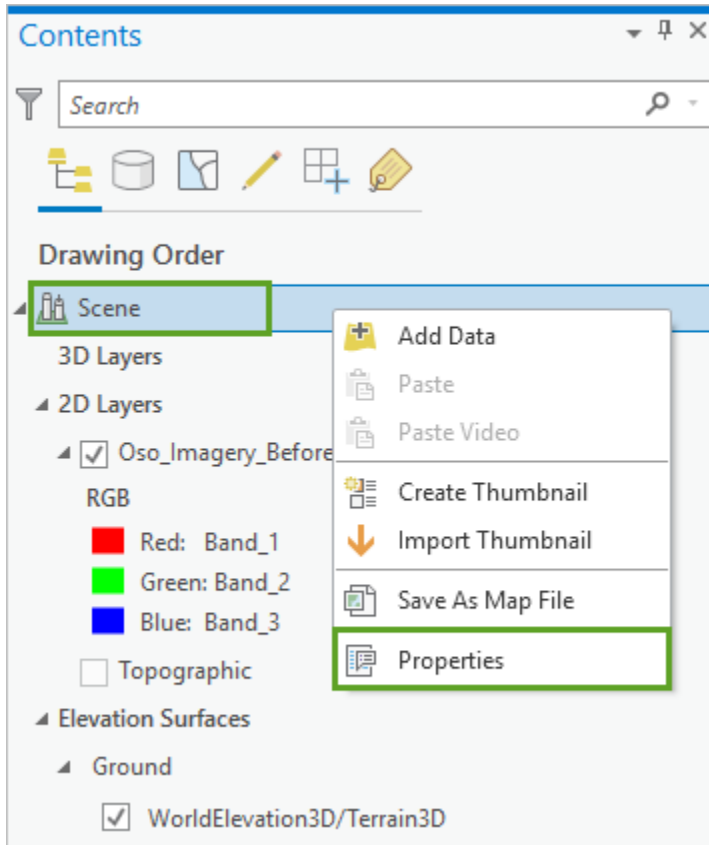 Contents
Search
Drawing Order
Scene
Add Data
3D Layers
Paste
2D Layers
Paste Video
Oso_Imagery_Before
RGB
Create Thumbnail
Red: Band_1
Import Thumbnail
Green: Band_2
Save As Map File
Blue: Band_3
Properties
Topographic
Elevation Surfaces
Ground
WorldElevation3D/Terrain3D